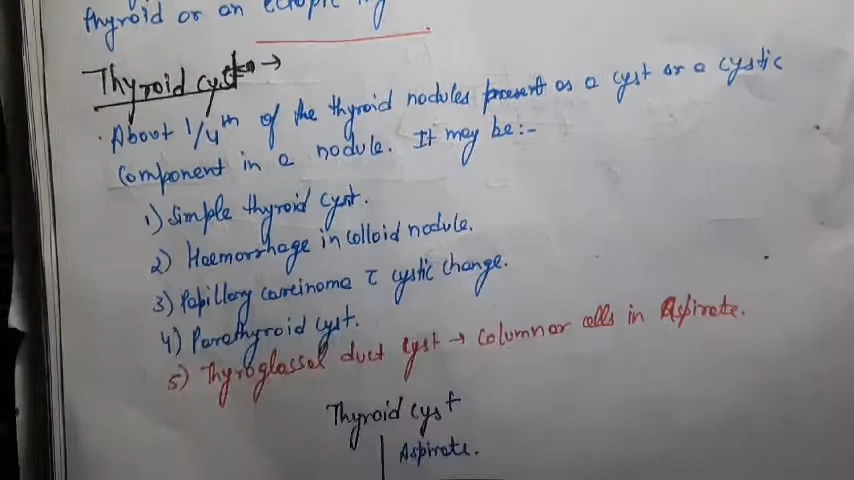 thyroid or an ectopic
Thyroid cyst →
· About 1/4th of the thyroid nodules present as a cyst or a cystic
component in a nodule. It may be:-
1) Simple thyroid cyst.
2) Haemorrhage in colloid nodule.
3) Papillary carcinoma c̄ cystic change.
4) Parathyroid cyst.
5) Thyroglossal duct cyst → columnar cells in Aspirate.
Thyroid cyst
Aspirate.